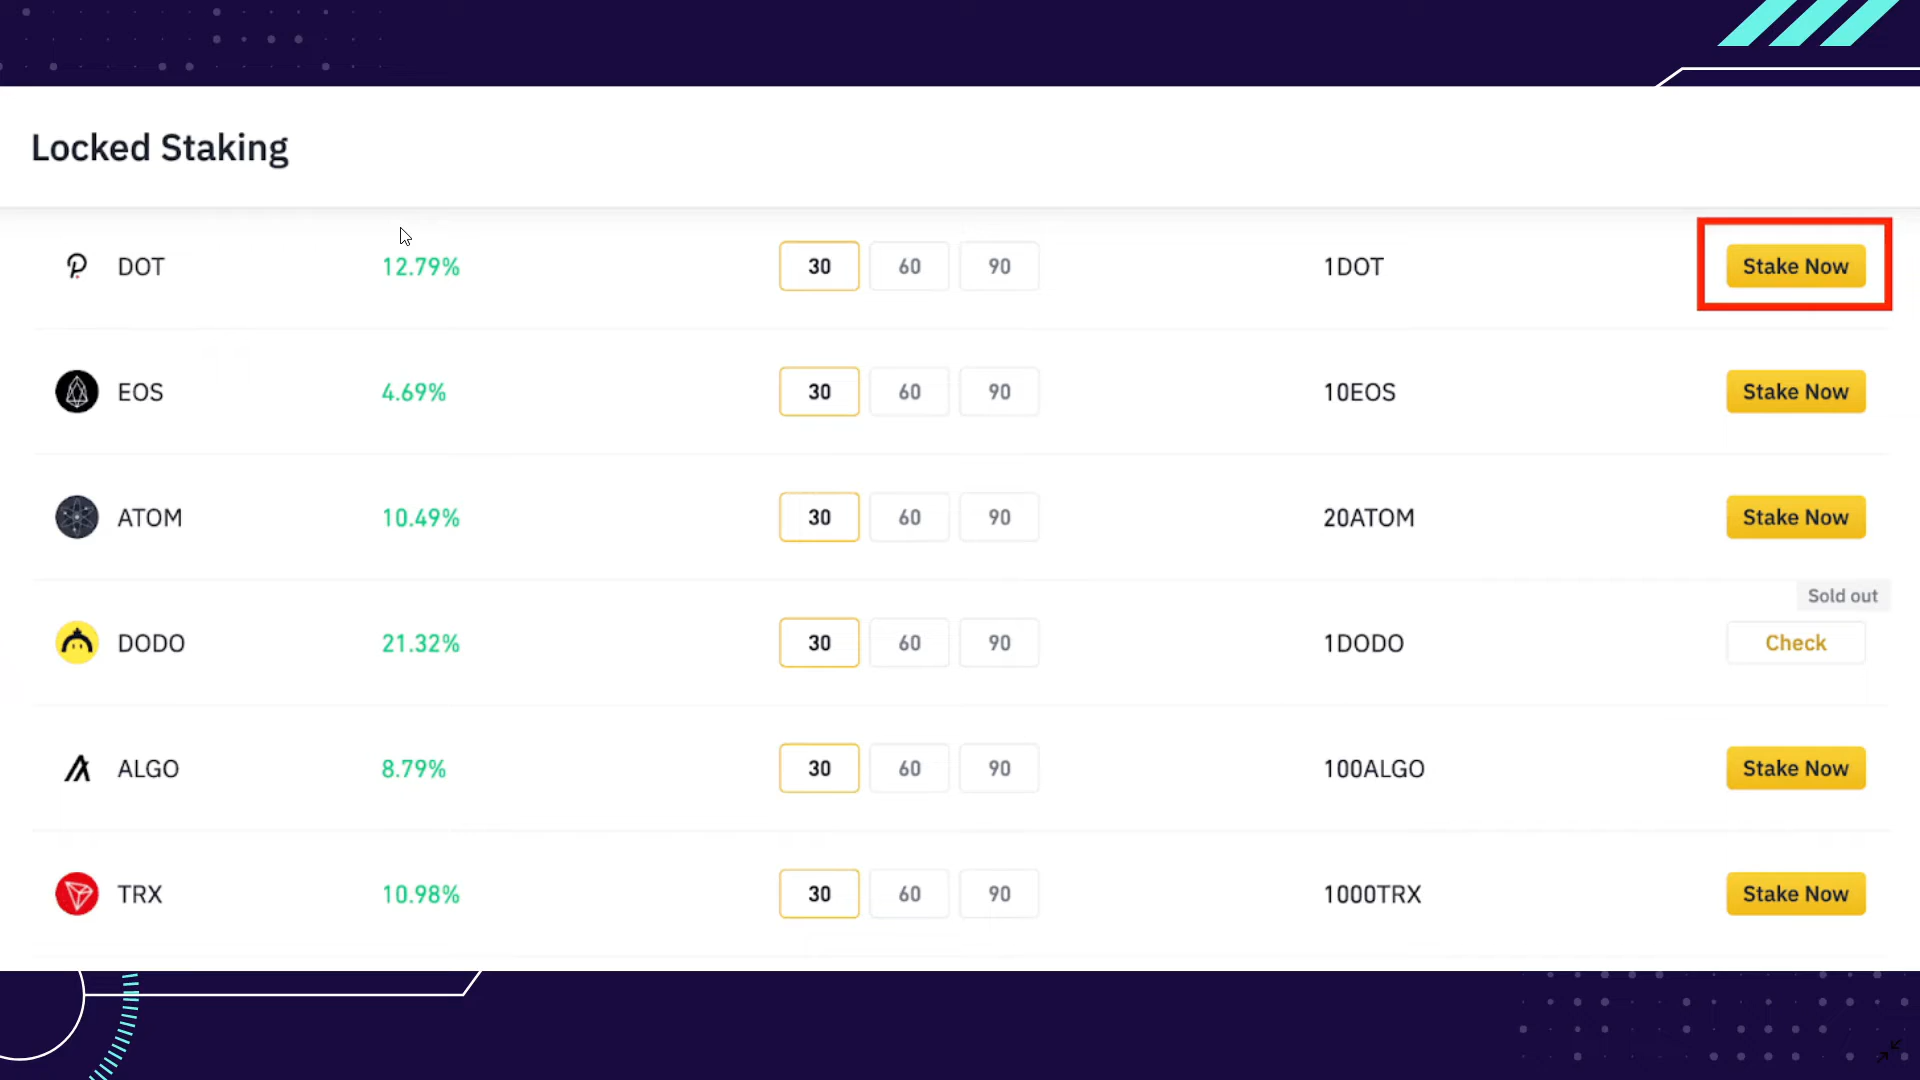 Locked Staking
DOT 12.79% 30 60 90 1DOT Stake Now
EOS 4.69% 30 60 90 10EOS Stake Now
ATOM 10.49% 30 60 90 20ATOM Stake Now
Sold out
DODO 21.32% 30 60 90 1DODO Check
ALGO 8.79% 30 60 90 100ALGO Stake Now
TRX 10.98% 30 60 90 1000TRX Stake Now